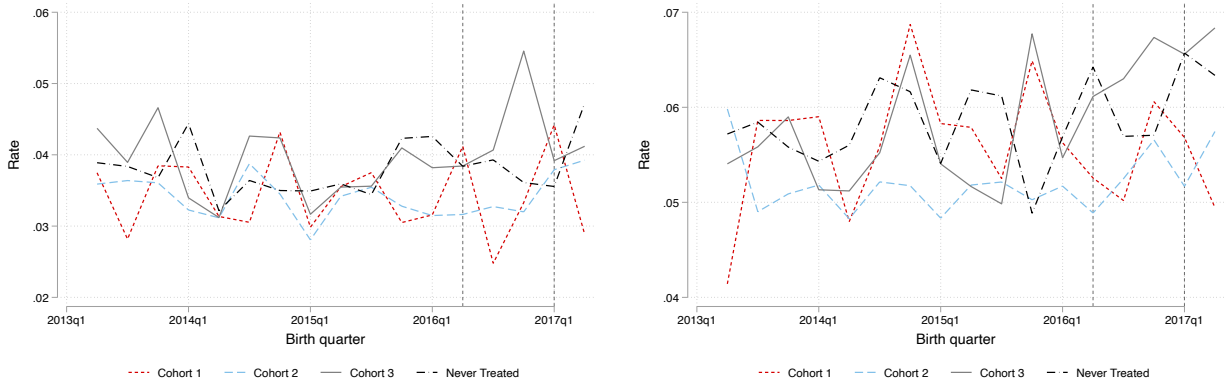 .06
.05
.04
.03
.02
Rate
2013q1 2014q1 2015q1 2016q1 2017q1
Birth quarter
Cohort 1 Cohort 2 Cohort 3 Never Treated
.07
.06
.05
.04
Rate
2013q1 2014q1 2015q1 2016q1 2017q1
Birth quarter
Cohort 1 Cohort 2 Cohort 3 Never Treated